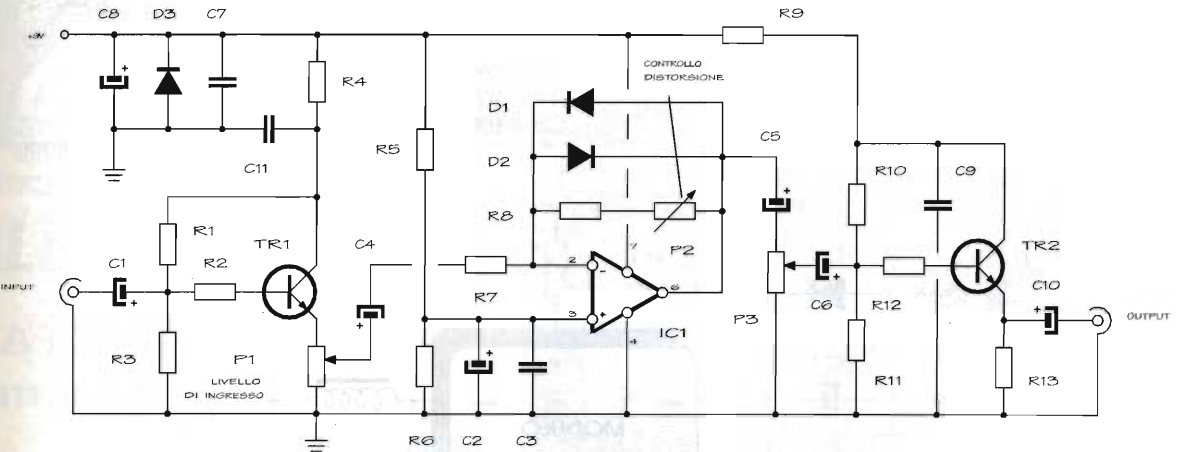 C8
D3
C7
R9
+9V
R4
CONTROLLO
DISTORSIONE
D1
C5
R5
D2
R10
C9
C11
R8
R1
TR1
C4
P2
7
TR2
C1
R2
2
-
6
C10
INPUT
R7
C6
R12
OUTPUT
3
+
IC1
P3
R3
P1
4
LIVELLO
DI INGRESSO
R11
R13
R6
C2
C3